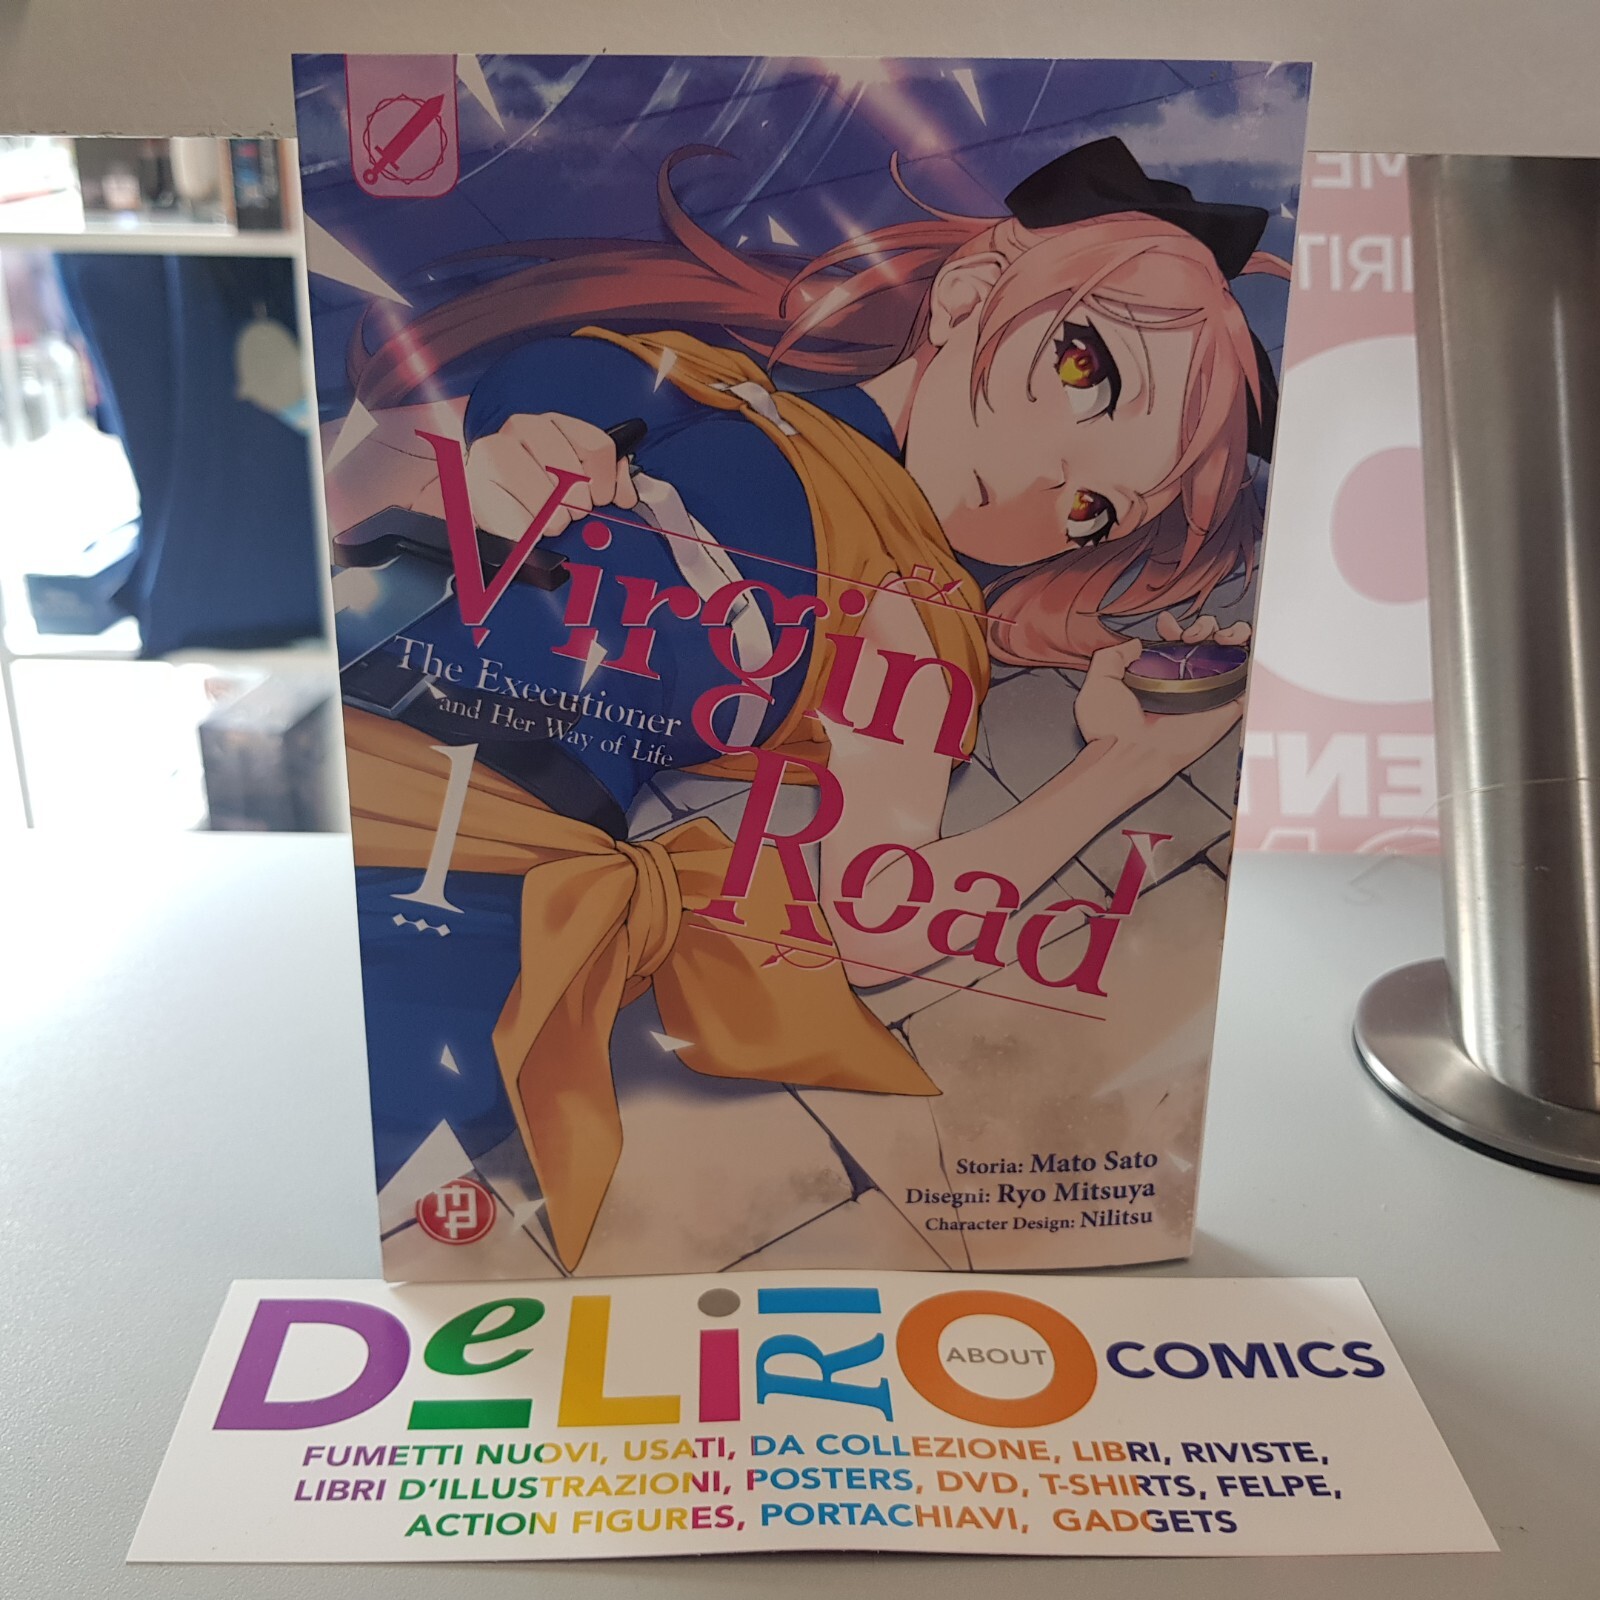 Virgin
Road
The Executioner
and Her Way of Life
1
Storia: Mato Sato
Disegni: Ryo Mitsuya
Character Design: Nilitsu
DeLiRiO ABOUT COMICS
FUMETTI NUOVI, USATI, DA COLLEZIONE, LIBRI, RIVISTE,
LIBRI D'ILLUSTRAZIONI, POSTERS, DVD, T-SHIRTS, FELPE,
ACTION FIGURES, PORTACHIAVI, GADGETS